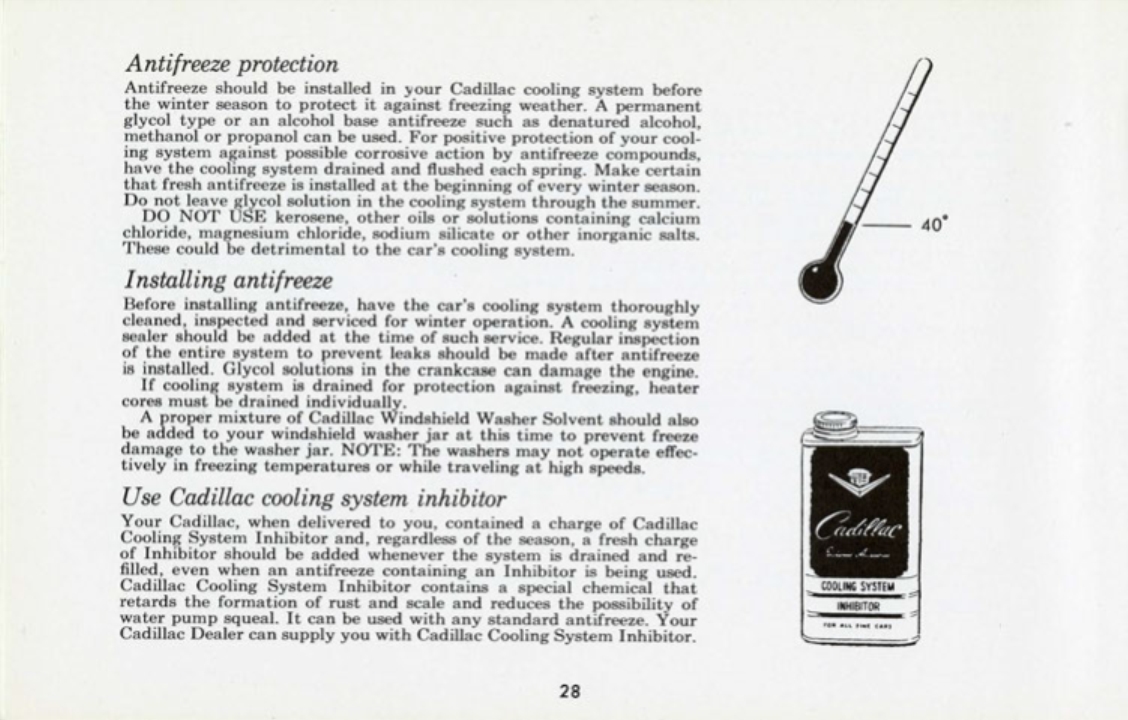 Antifreeze protection
Antifreeze should be installed in your Cadillac cooling system before
the winter season to protect it against freezing weather. A permanent
glycol type or an alcohol base antifreeze such as denatured alcohol,
methanol or propanol can be used. For positive protection of your cool-
ing system against possible corrosive action by antifreeze compounds,
have the cooling system drained and flushed each spring. Make certain
that fresh antifreeze is installed at the beginning of every winter season.
Do not leave glycol solution in the cooling system through the summer.
DO NOT USE kerosene, other oils or solutions containing calcium
chloride, magnesium chloride, sodium silicate or other inorganic salts.
These could be detrimental to the car's cooling system.
Installing antifreeze
Before installing antifreeze, have the car's cooling system thoroughly
cleaned, inspected and serviced for winter operation. A cooling system
sealer should be added at the time of such service. Regular inspection
of the entire system to prevent leaks should be made after antifreeze
is installed. Glycol solutions in the crankcase can damage the engine.
If cooling system is drained for protection against freezing, heater
cores must be drained individually.
A proper mixture of Cadillac Windshield Washer Solvent should also
be added to your windshield washer jar at this time to prevent freeze
damage to the washer jar. NOTE: The washers may not operate effec-
tively in freezing temperatures or while traveling at high speeds.
Use Cadillac cooling system inhibitor
Your Cadillac, when delivered to you, contained a charge of Cadillac
Cooling System Inhibitor and, regardless of the season, a fresh charge
of Inhibitor should be added whenever the system is drained and re-
filled, even when an antifreeze containing an Inhibitor is being used.
Cadillac Cooling System Inhibitor contains a special chemical that
retards the formation of rust and scale and reduces the possibility of
water pump squeal. It can be used with any standard antifreeze. Your
Cadillac Dealer can supply you with Cadillac Cooling System Inhibitor.
40°
Cadillac
COOLING SYSTEM
INHIBITOR
FOR ALL FINE CARS
28